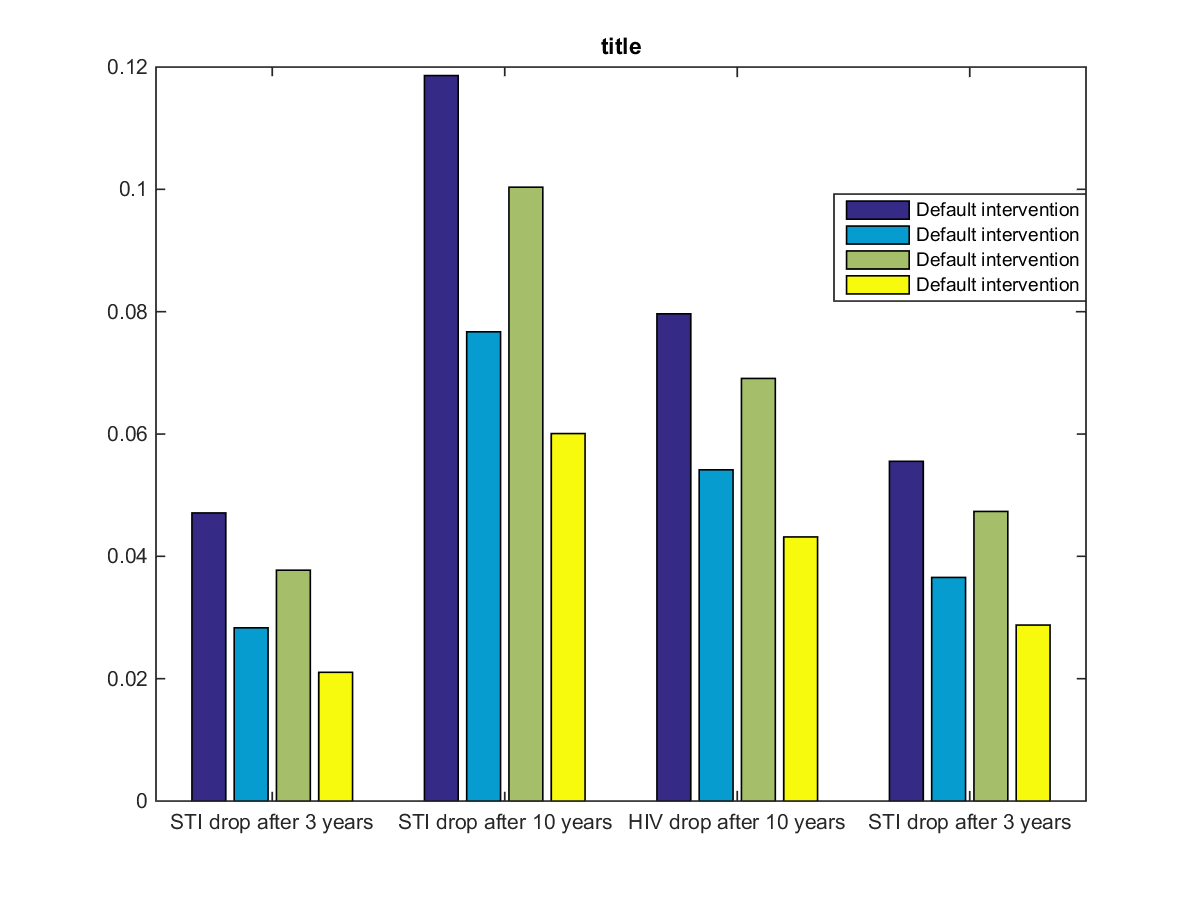 title
0.12
0.1
0.08
0.06
0.04
0.02
0
Default intervention
Default intervention
Default intervention
Default intervention
STI drop after 3 years STI drop after 10 years HIV drop after 10 years STI drop after 3 years